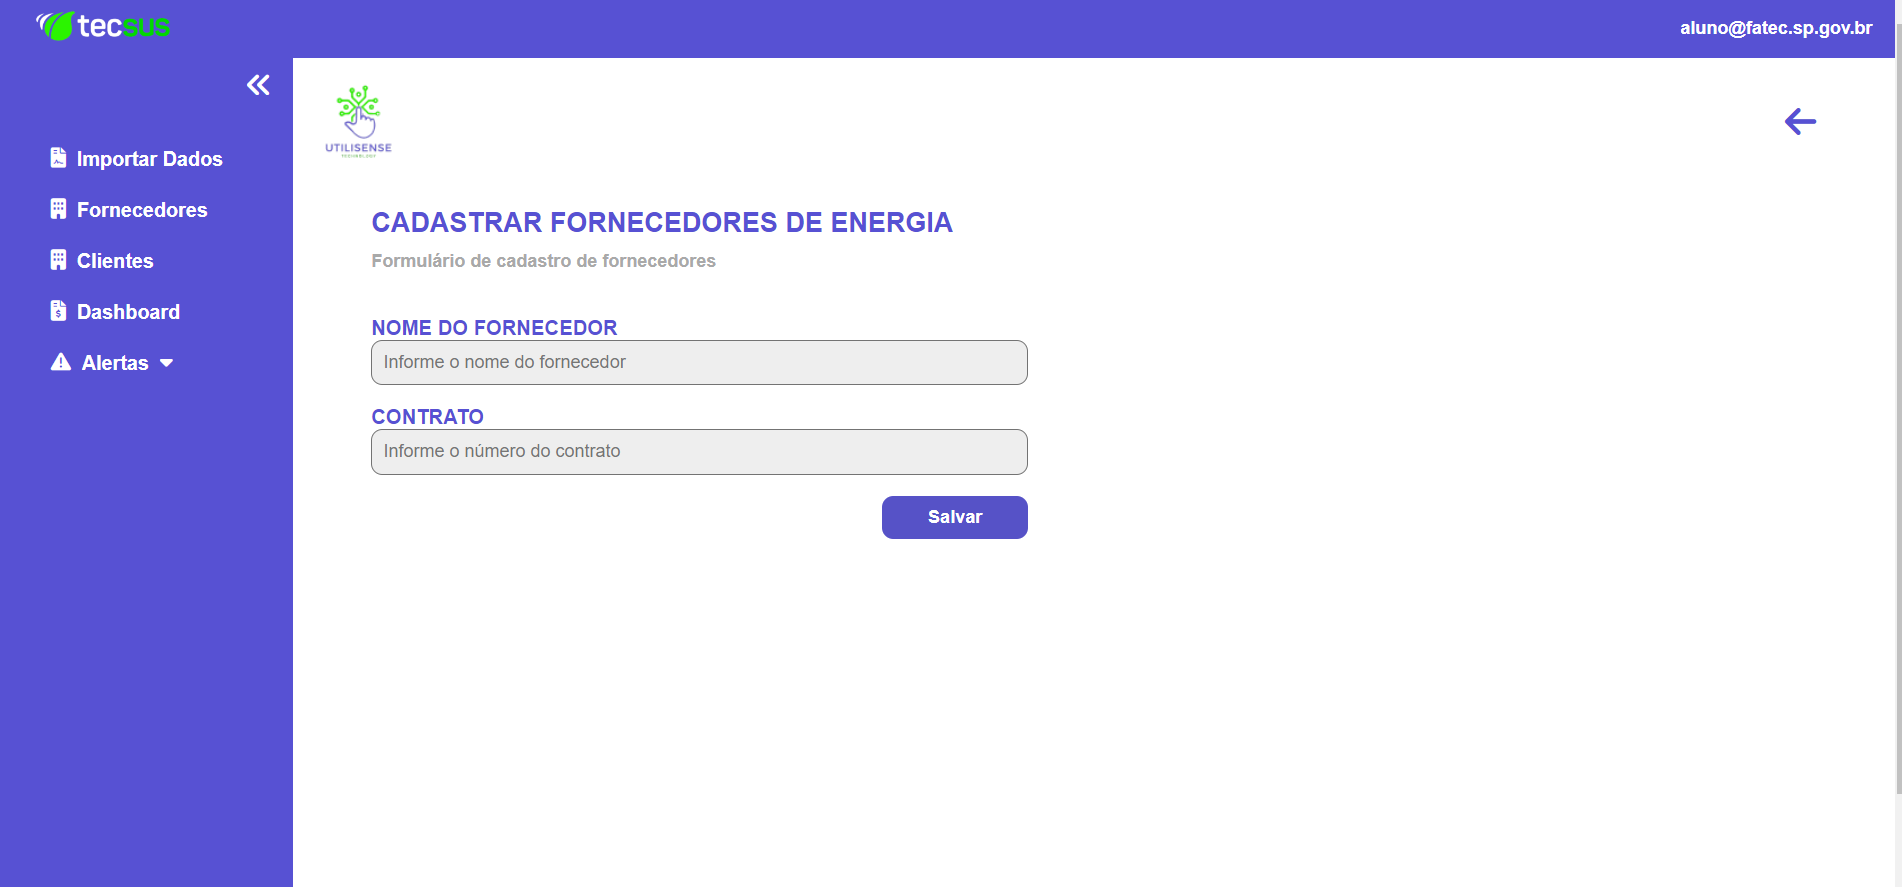 tecsus
aluno@fatec.sp.gov.br
Importar Dados
Fornecedores
Clientes
Dashboard
Alertas
UTILISENSE
TECHNOLOGY
CADASTRAR FORNECEDORES DE ENERGIA
Formulário de cadastro de fornecedores
NOME DO FORNECEDOR
Informe o nome do fornecedor
CONTRATO
Informe o número do contrato
Salvar